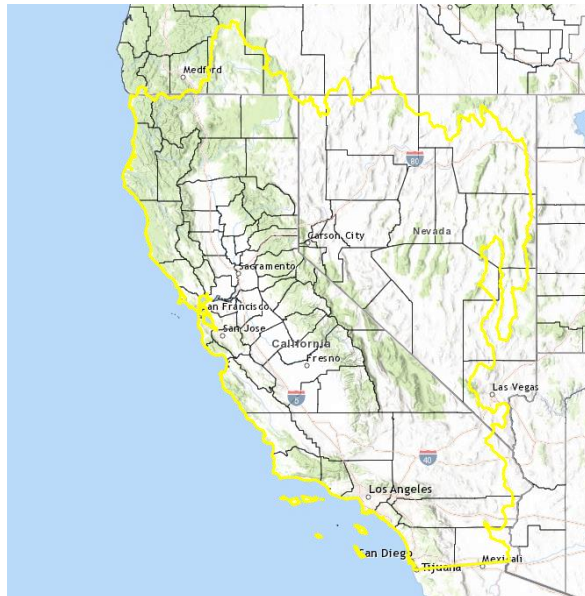 Medford
80
Carson City
Nevada
Sacramento
San Francisco
San Jose
California
Fresno
Las Vegas
5
40
Los Angeles
San Diego
Mexicali
Tijuana